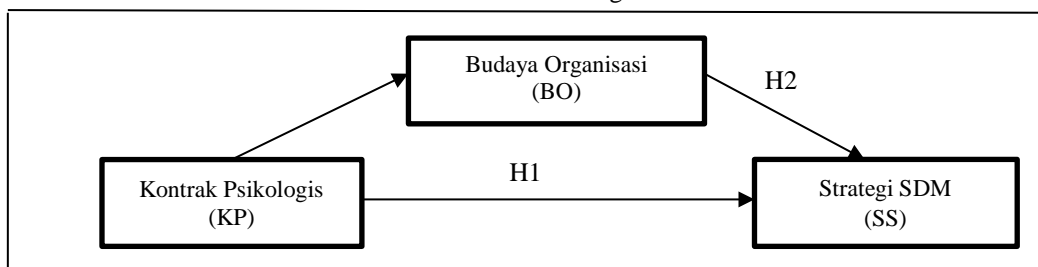 Budaya Organisasi
(BO)
H2
H1
Kontrak Psikologis
(KP)
Strategi SDM
(SS)